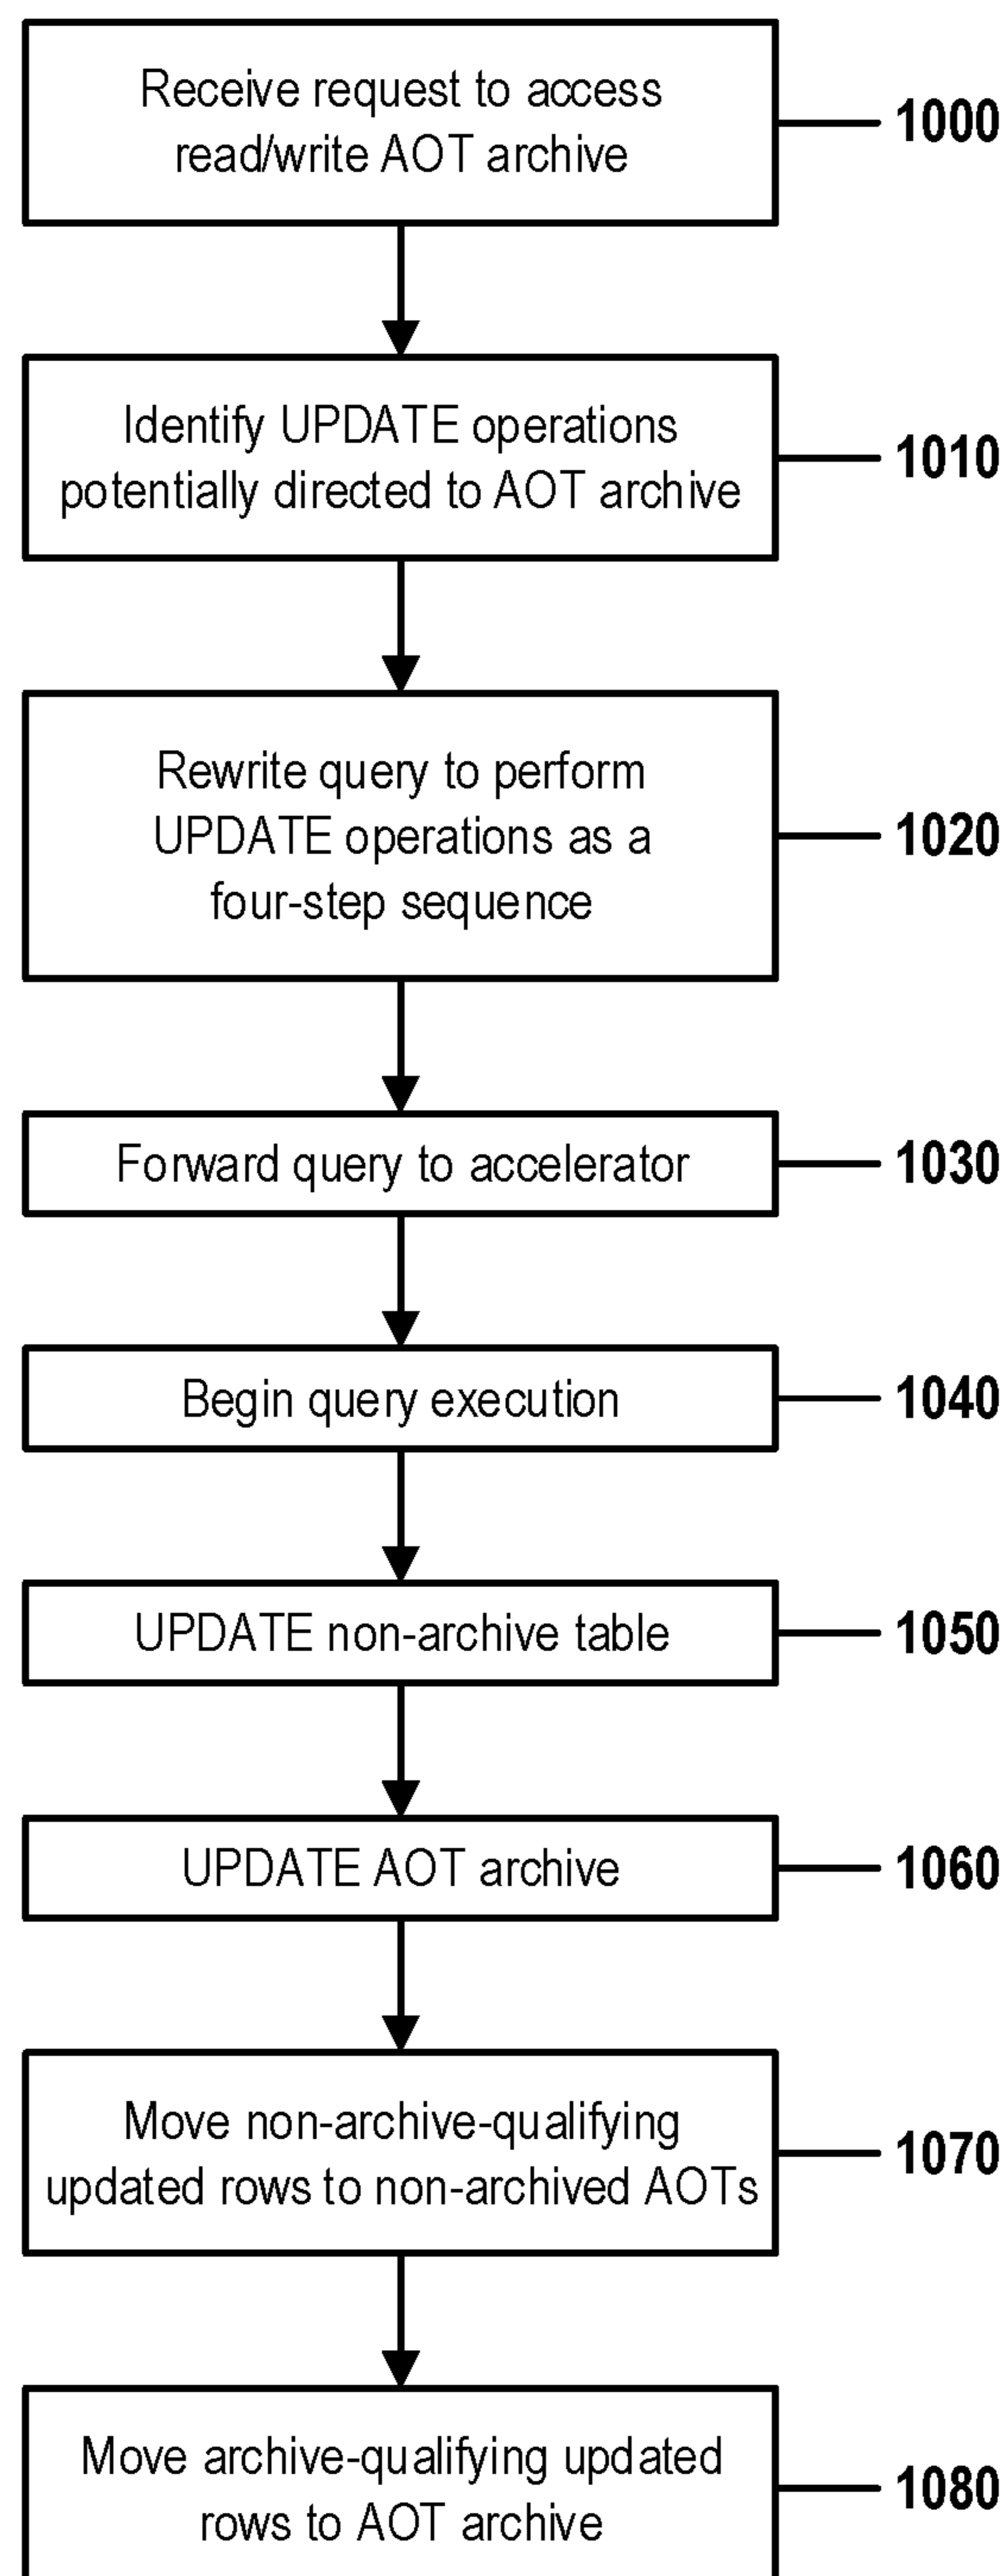 Receive request to access
read/write AOT archive
1000
Identify UPDATE operations
potentially directed to AOT archive
1010
Rewrite query to perform
UPDATE operations as a
four-step sequence
1020
Forward query to accelerator
1030
Begin query execution
1040
UPDATE non-archive table
1050
UPDATE AOT archive
1060
Move non-archive-qualifying
updated rows to non-archived AOTs
1070
Move archive-qualifying updated
rows to AOT archive
1080